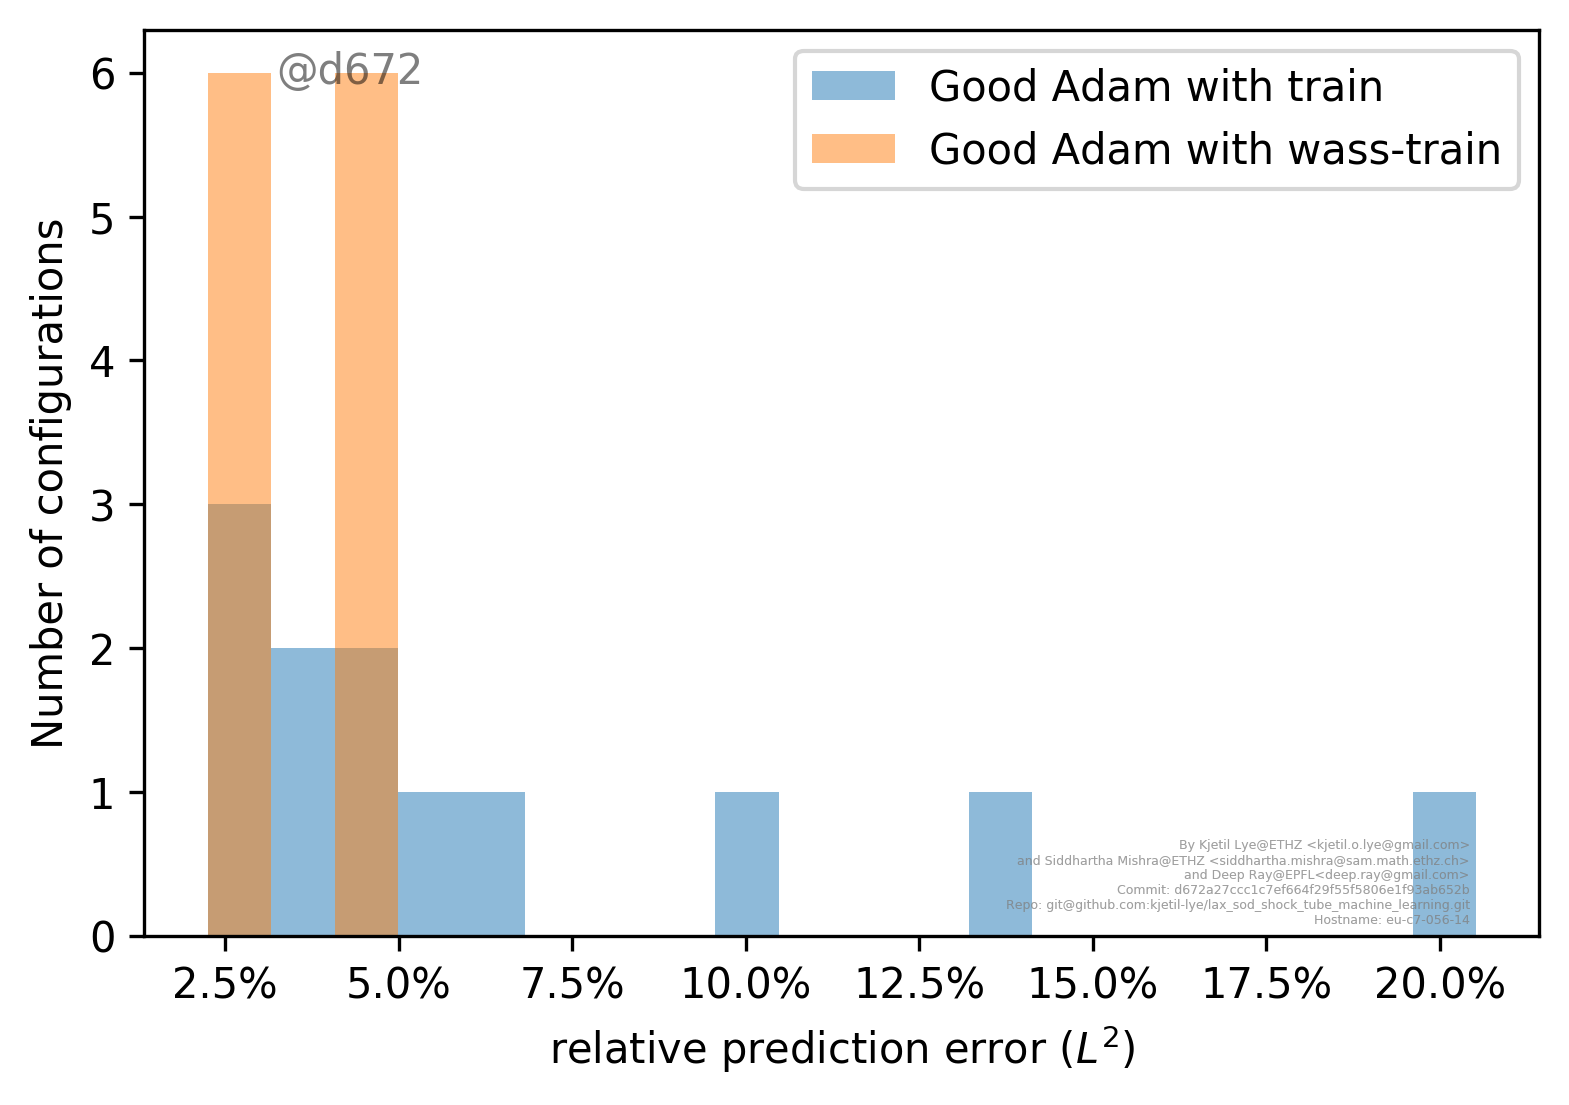 @d672
Good Adam with train
Good Adam with wass-train
6
5
4
3
2
1
0
Number of configurations
By Kjetil Lye@ETHZ <kjetil.o.lye@gmail.com>
and Siddhartha Mishra@ETHZ <siddhartha.mishra@sam.math.ethz.ch>
and Deep Ray@EPFL<deep.ray@gmail.com>
Commit: d672a27ccc1c7ef664f29f55f5806e1f93ab652b
Repo: git@github.com:kjetil-lye/lax_sod_shock_tube_machine_learning.git
Hostname: eu-c7-056-14
2.5% 5.0% 7.5% 10.0% 12.5% 15.0% 17.5% 20.0%
relative prediction error (L²)